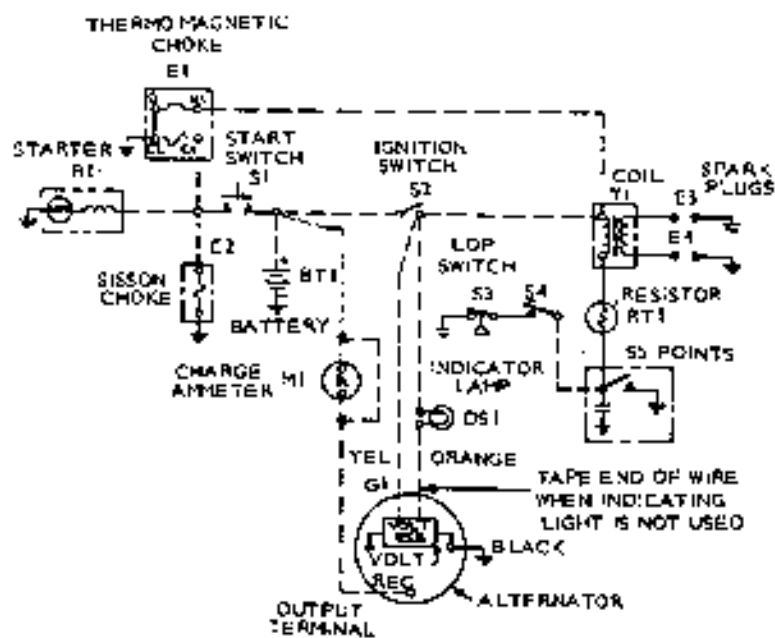 THERMO MAGNETIC
CHOKE
E1
STARTER
START
SWITCH
S1
IGNITION
SWITCH
S2
COIL
Y1
SPARK
PLUGS
E3
E4
E2
SISSON
CHOKE
BT1
BATTERY
LOP
SWITCH
S3
S4
RESISTOR
RT1
S5 POINTS
CHARGE
AMMETER
M1
INDICATOR
LAMP
DS1
YEL
ORANGE
G1
TAPE END OF WIRE
WHEN INDICATING
LIGHT IS NOT USED
VOLT
BLACK
VOLT
REG
ALTERNATOR
OUTPUT
TERMINAL